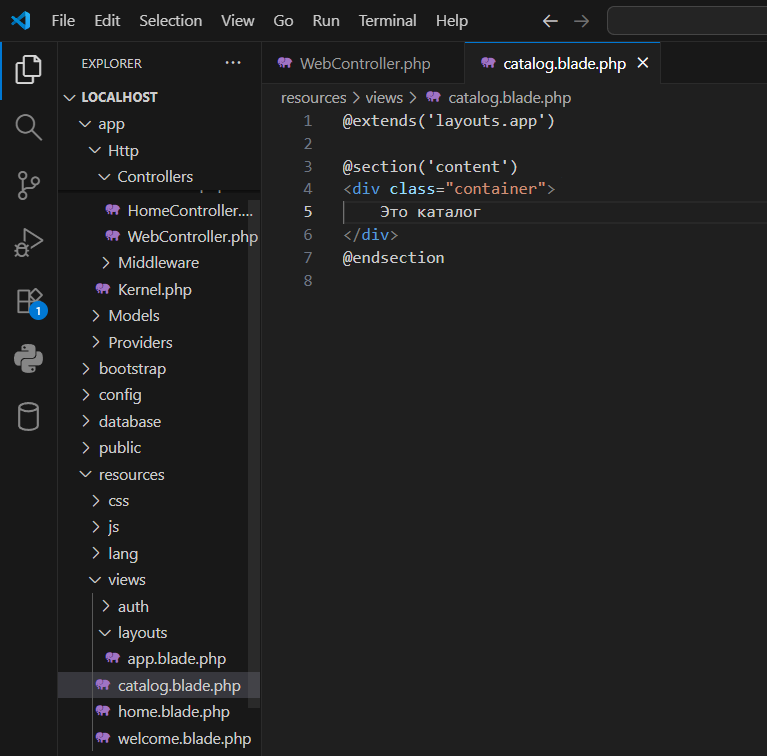 File Edit Selection View Go Run Terminal Help
EXPLORER
LOCALHOST
app
Http
Controllers
HomeController....
WebController.php
Middleware
Kernel.php
Models
Providers
bootstrap
config
database
public
resources
css
js
lang
views
auth
layouts
app.blade.php
catalog.blade.php
home.blade.php
welcome.blade.php
1
WebController.php catalog.blade.php
resources > views > catalog.blade.php
1 @extends('layouts.app')
2
3 @section('content')
4 <div class="container">
5 Это каталог
6 </div>
7 @endsection
8